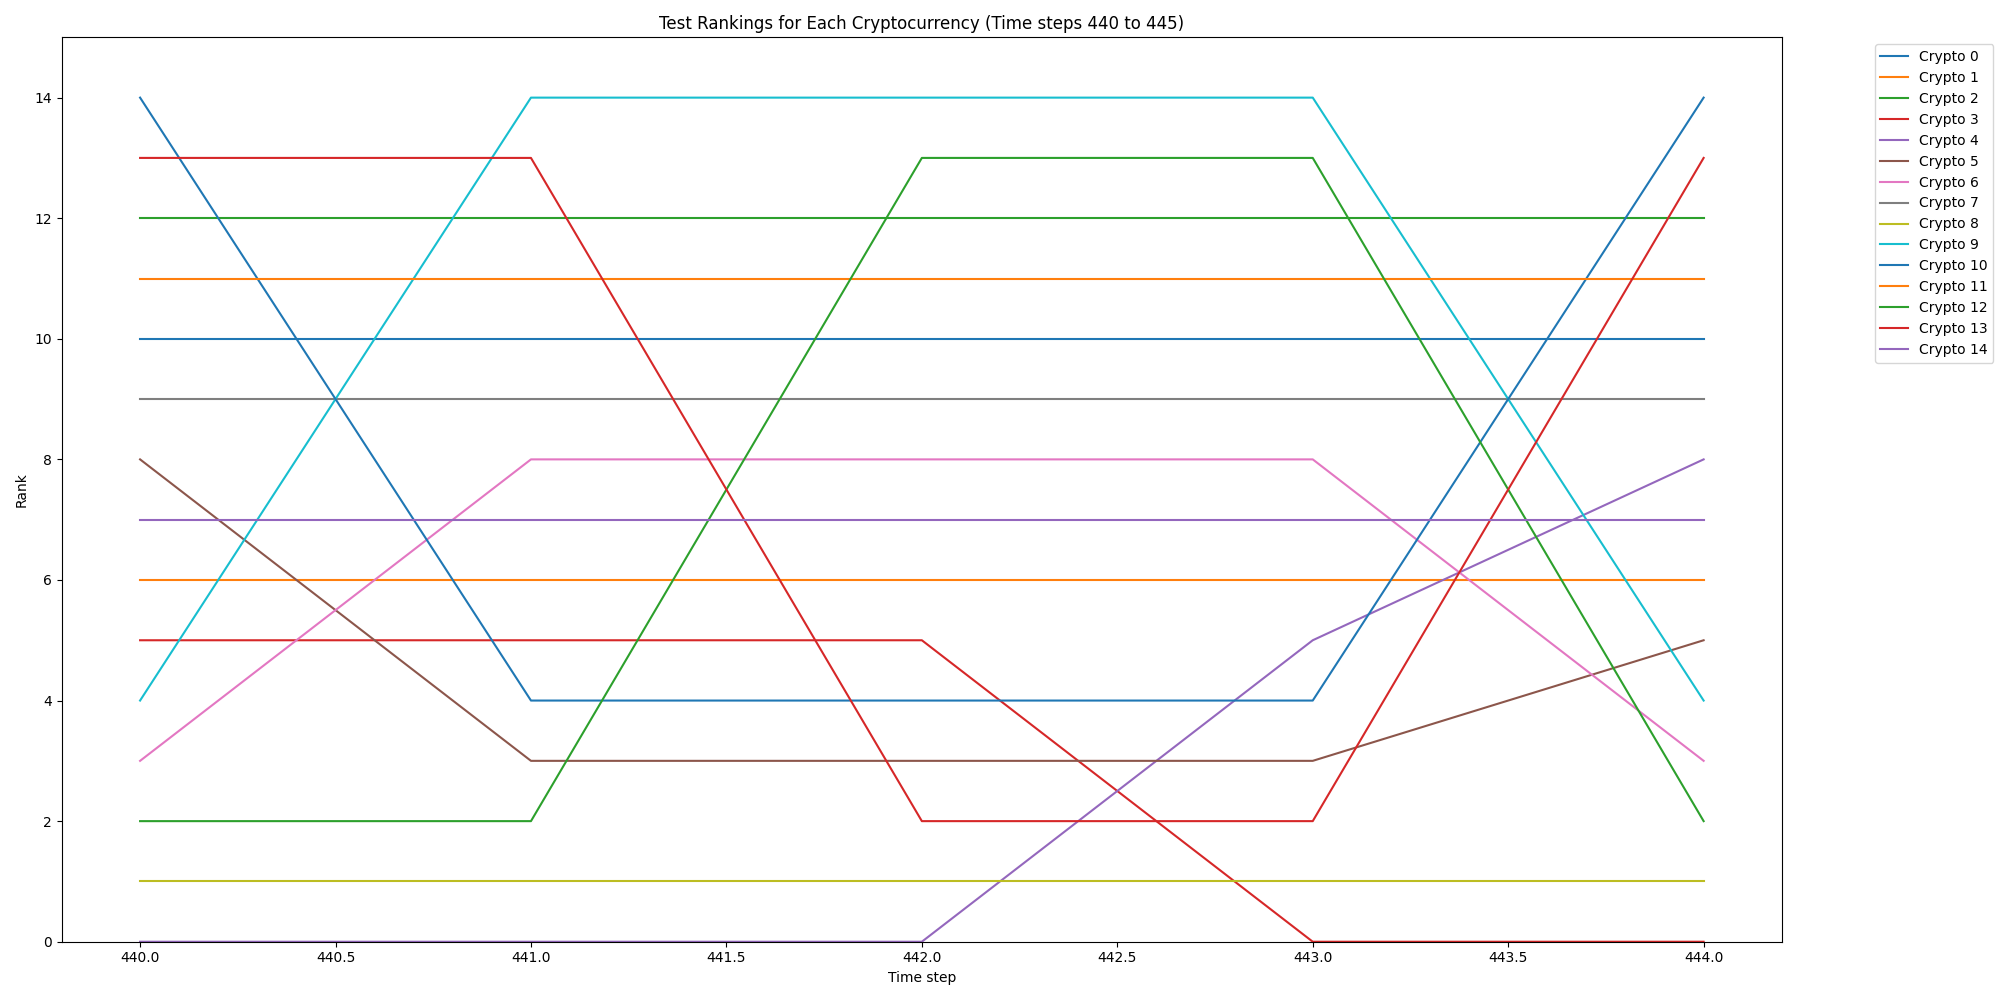 Test Rankings for Each Cryptocurrency (Time steps 440 to 445)
Rank
14
12
10
8
6
4
2
0
440.0 440.5 441.0 441.5 442.0 442.5 443.0 443.5 444.0
Time step
Crypto 0
Crypto 1
Crypto 2
Crypto 3
Crypto 4
Crypto 5
Crypto 6
Crypto 7
Crypto 8
Crypto 9
Crypto 10
Crypto 11
Crypto 12
Crypto 13
Crypto 14